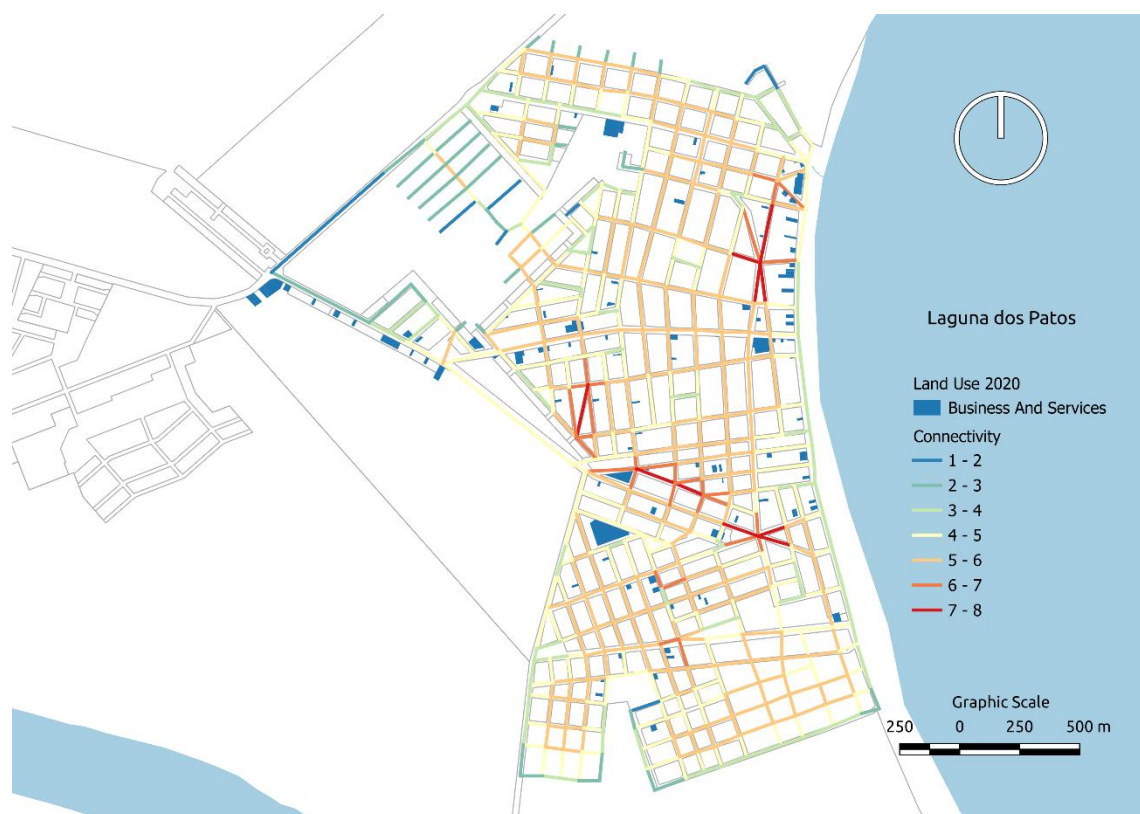 Laguna dos Patos
Land Use 2020
Business And Services
Connectivity
1 - 2
2 - 3
3 - 4
4 - 5
5 - 6
6 - 7
7 - 8
Graphic Scale
250 0 250 500 m